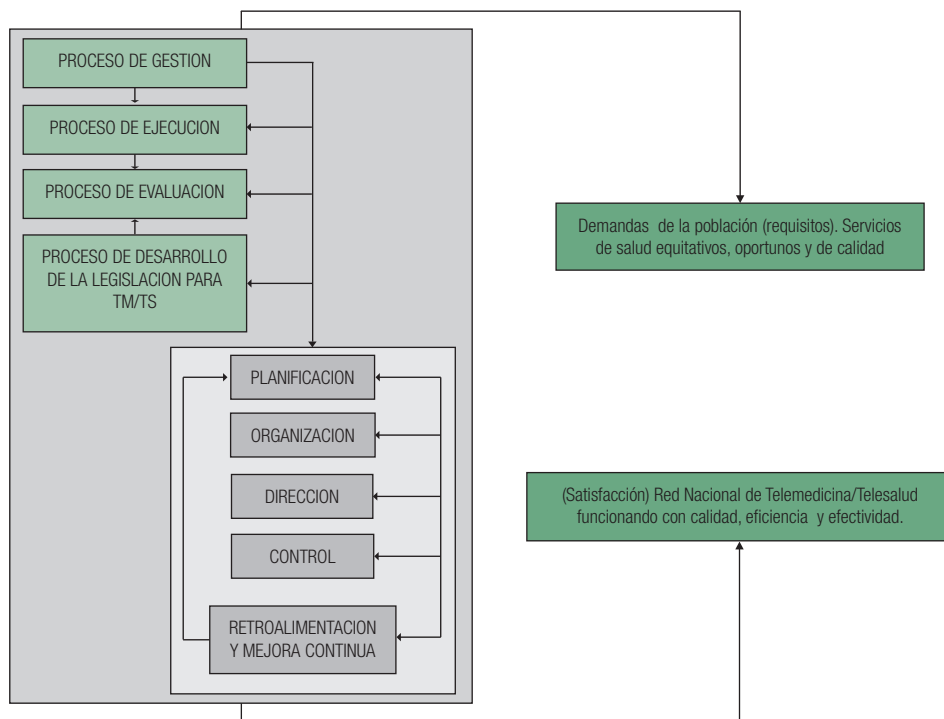 PROCESO DE GESTION
PROCESO DE EJECUCION
PROCESO DE EVALUACION
PROCESO DE DESARROLLO
DE LA LEGISLACION PARA
TM/TS
Demandas de la población (requisitos). Servicios
de salud equitativos, oportunos y de calidad
PLANIFICACION
ORGANIZACION
DIRECCION
CONTROL
RETROALIMENTACION
Y MEJORA CONTINUA
(Satisfacción) Red Nacional de Telemedicina/Telesalud
funcionando con calidad, eficiencia y efectividad.